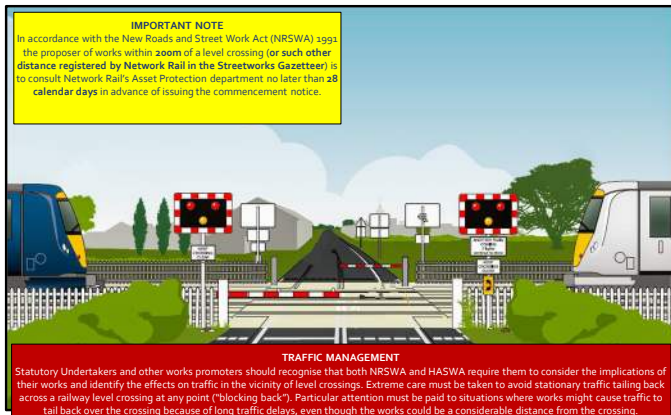 IMPORTANT NOTE
In accordance with the New Roads and Street Work Act (NRSWA) 1991
the proposer of works within 200m of a level crossing (or such other
distance registered by Network Rail in the Streetworks Gazetteer) is
to consult Network Rail's Asset Protection department no later than 28
calendar days in advance of issuing the commencement notice.
KEEP
CROSSING
CLEAR
TRAFFIC MANAGEMENT
Statutory Undertakers and other works promoters should recognise that both NRSWA and HASWA require them to consider the implications of
their works and identify the effects on traffic in the vicinity of level crossings. Extreme care must be taken to avoid stationary traffic tailing back
across a railway level crossing at any point ("blocking back"). Particular attention must be paid to situations where works might cause traffic to
tail back over the crossing because of long traffic delays, even though the works could be a considerable distance from the crossing.